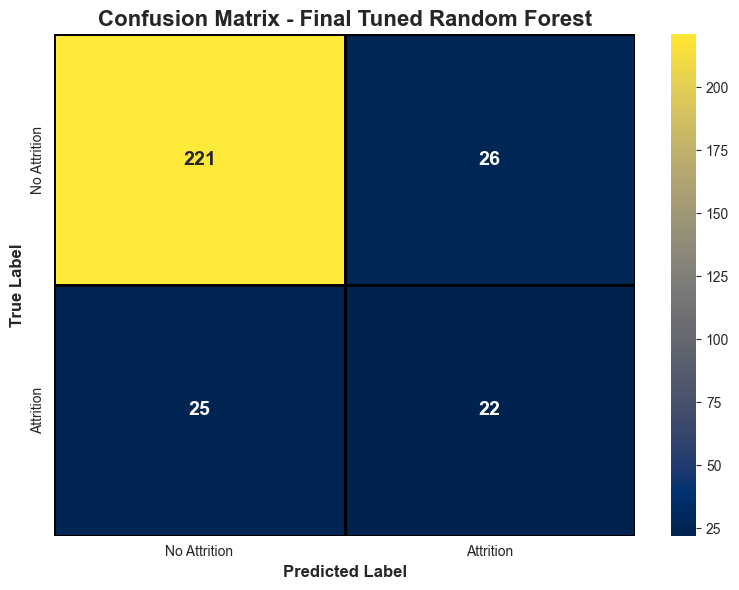 Confusion Matrix - Final Tuned Random Forest
True Label
No Attrition
Attrition
221
26
25
22
No Attrition
Attrition
Predicted Label
200
175
150
125
100
75
50
25